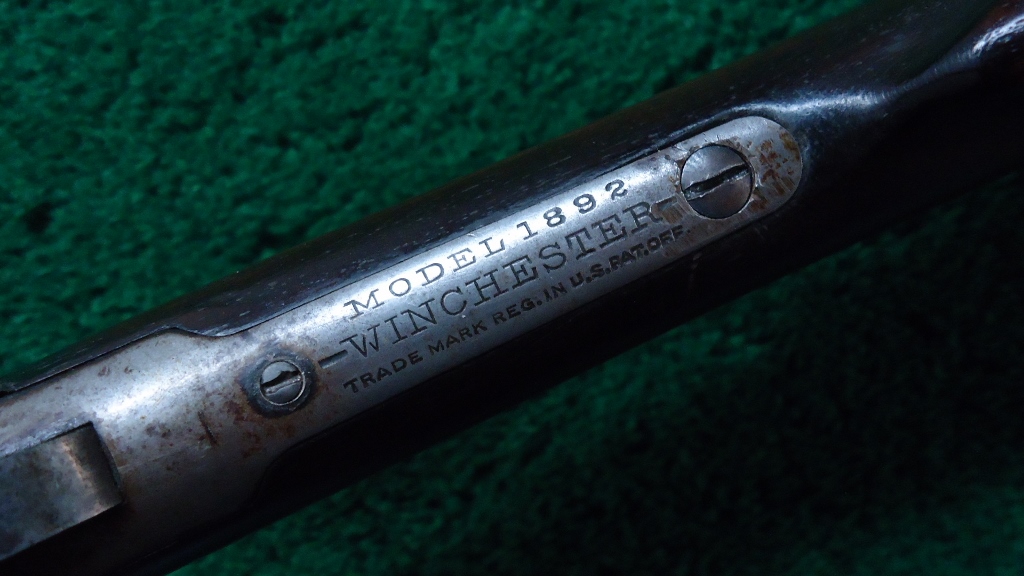 MODEL 1892
-WINCHESTER-
TRADE MARK REG. IN U.S. PAT. OFF.